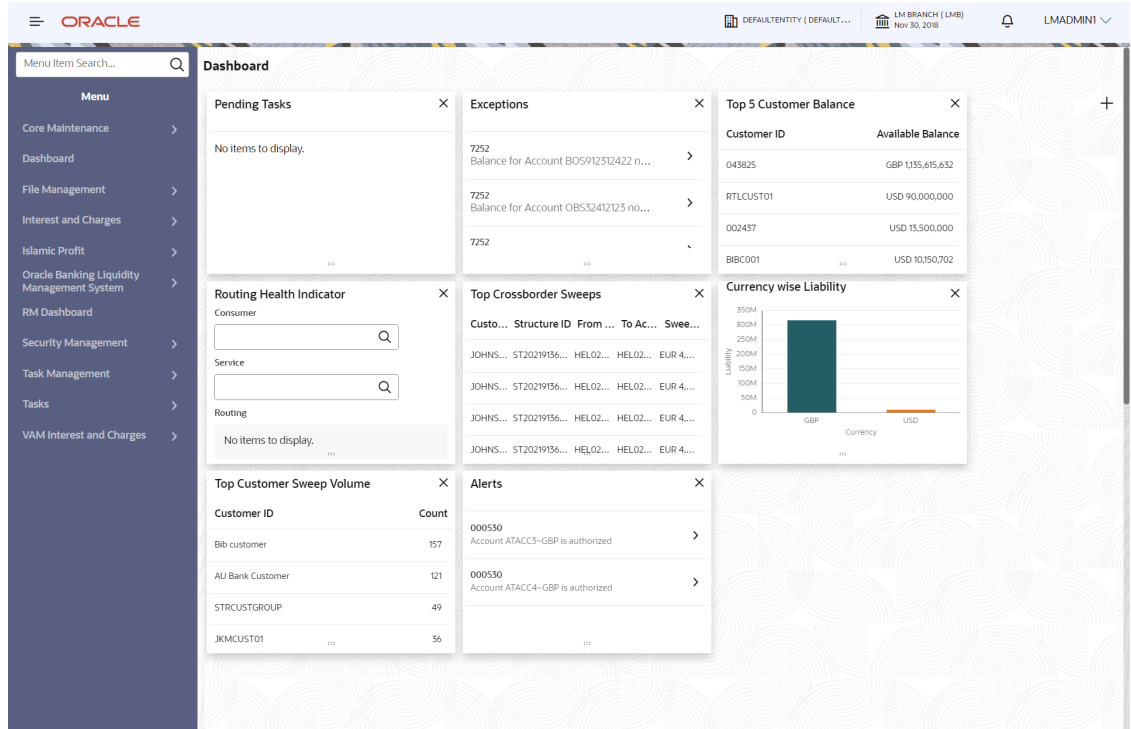 ORACLE
DEFAULTENTITY ( DEFAULT...
LM BRANCH ( LMB)
Nov 30, 2018
LMADMIN1
Menu Item Search...
Menu
Core Maintenance
Dashboard
File Management
Interest and Charges
Islamic Profit
Oracle Banking Liquidity
Management System
RM Dashboard
Security Management
Task Management
Tasks
VAM Interest and Charges
Dashboard
Pending Tasks
No items to display.
Exceptions
7252
Balance for Account BOS912312422 n...
7252
Balance for Account OBS32412123 no...
7252
Top 5 Customer Balance
Customer ID Available Balance
043825 GBP 1,135,615,632
RTLCUST01 USD 90,000,000
002437 USD 13,500,000
BIBC001 USD 10,150,702
Routing Health Indicator
Consumer
Service
Routing
No items to display.
Top Crossborder Sweeps
Custo... Structure ID From ... To Ac... Swee...
JOHNS... ST20219136... HEL02... HEL02... EUR 4,...
JOHNS... ST20219136... HEL02... HEL02... EUR 4,...
JOHNS... ST20219136... HEL02... HEL02... EUR 4,...
JOHNS... ST20219136... HEL02... HEL02... EUR 4,...
Currency wise Liability
350M
300M
250M
200M
150M
100M
50M
0
Liability
GBP USD
Currency
Top Customer Sweep Volume
Customer ID Count
Bib customer 157
AU Bank Customer 121
STRCUSTGROUP 49
JKMCUST01 36
Alerts
000530
Account ATACC3~GBP is authorized
000530
Account ATACC4~GBP is authorized